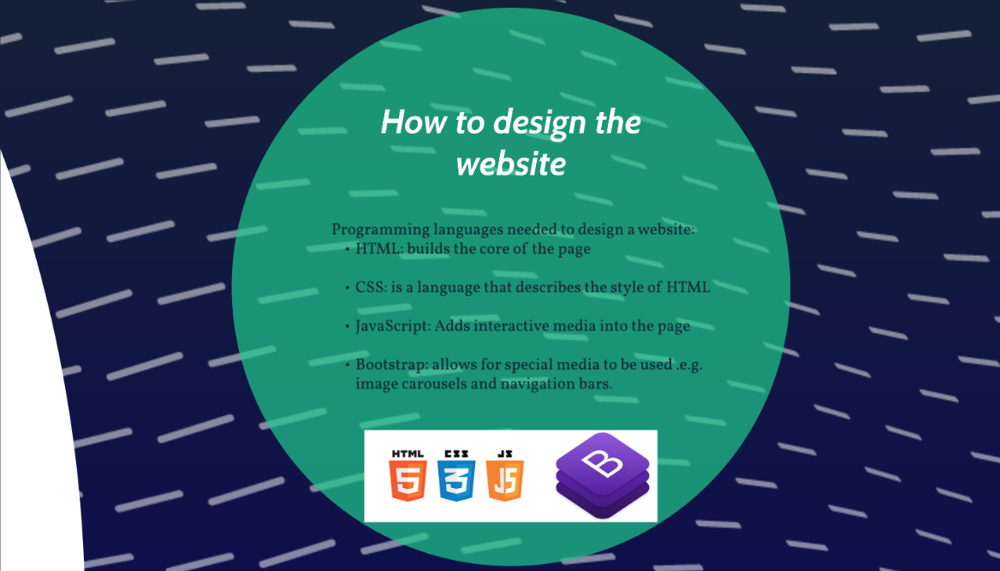 How to design the
website
Programming languages needed to design a website:
• HTML: builds the core of the page
• CSS: is a language that describes the style of HTML
• JavaScript: Adds interactive media into the page
• Bootstrap: allows for special media to be used .e.g.
image carousels and navigation bars.
HTML CSS JS
5 3 JS B